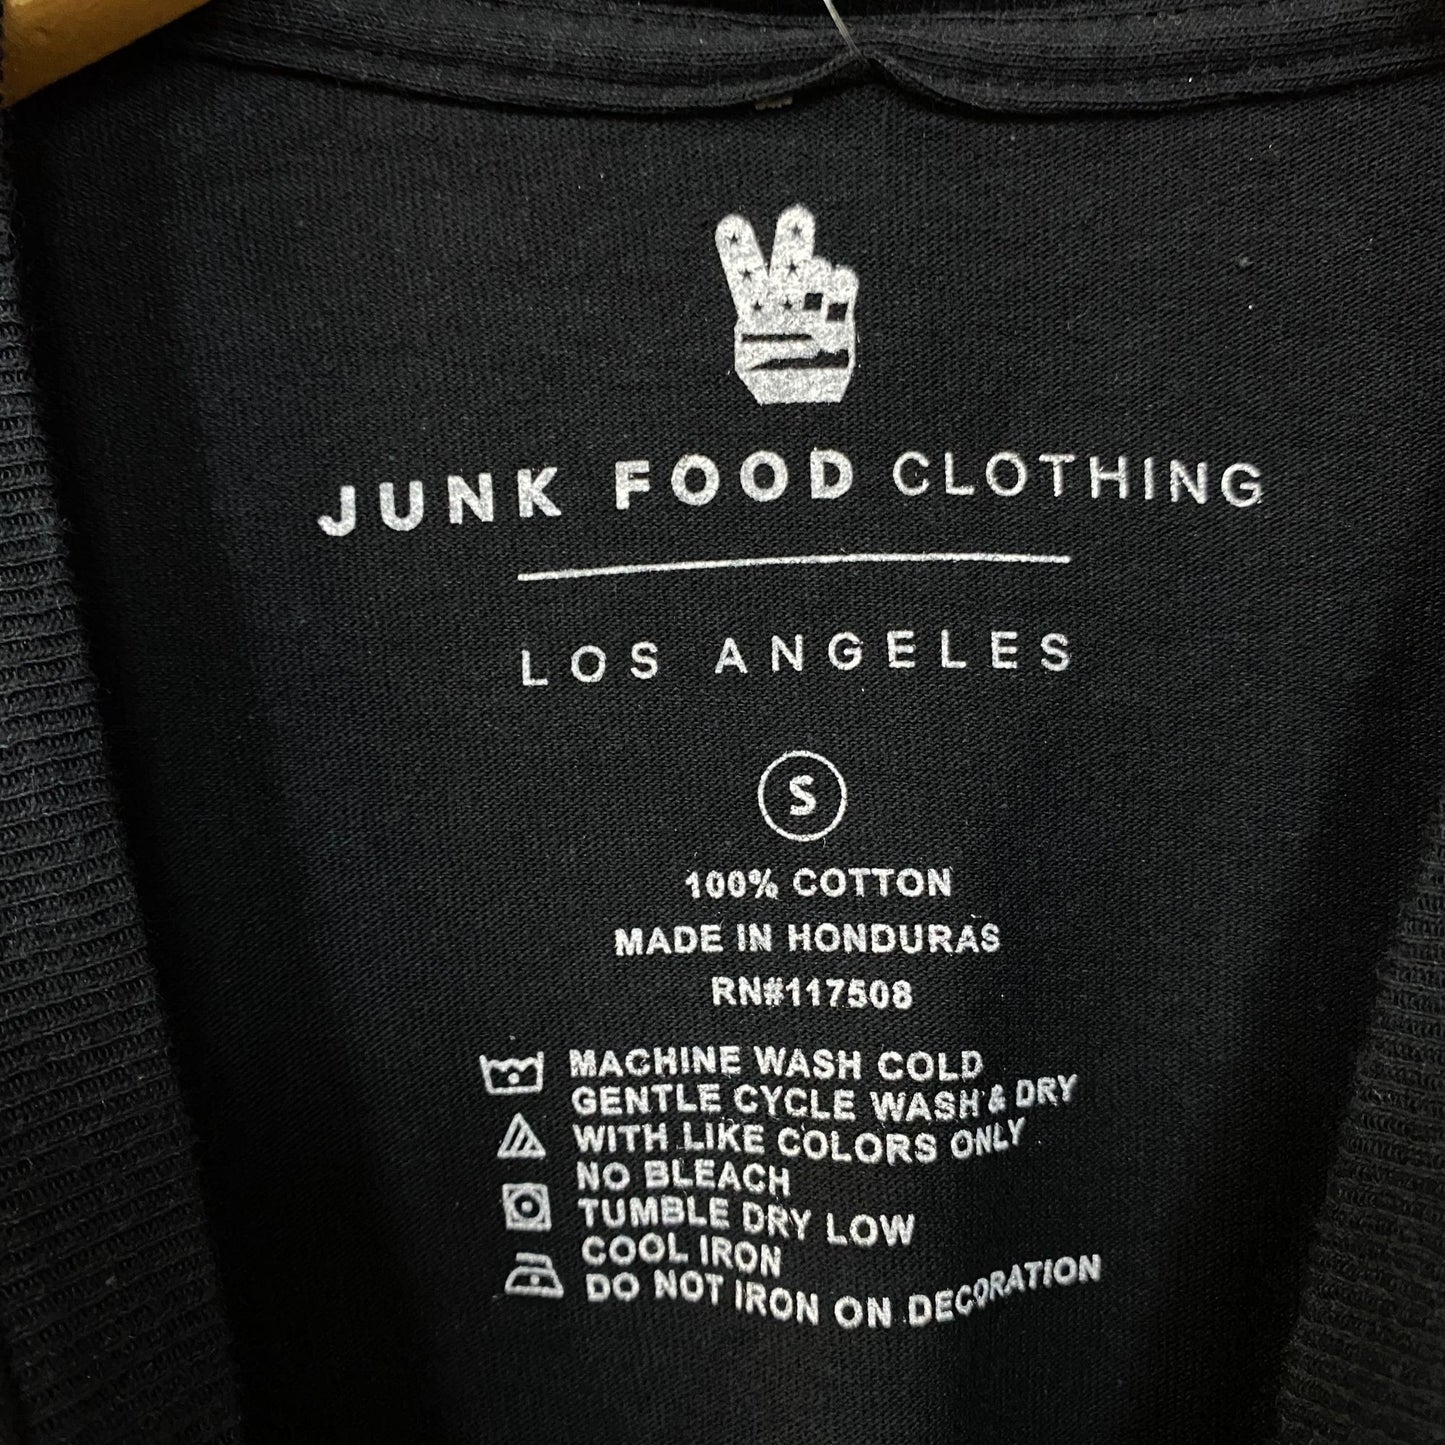 JUNK FOOD CLOTHING
LOS ANGELES
S
100% COTTON
MADE IN HONDURAS
RN#117508
MACHINE WASH COLD
GENTLE CYCLE WASH & DRY
WITH LIKE COLORS ONLY
NO BLEACH
TUMBLE DRY LOW
COOL IRON
DO NOT IRON ON DECORATION